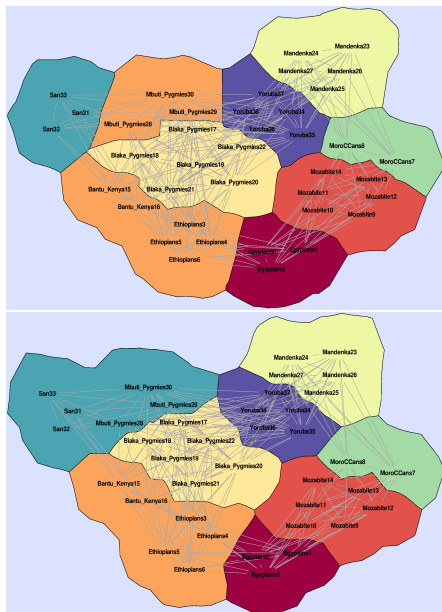 Mandenka23
Mandenka24
Mandenka27
Mandenka26
Mandenka25
San33
Mbuti_Pygmies30
Yoruba37
San31
Mbuti_Pygmies29
Yoruba34
San32
Mbuti_Pygmies28
Biaka_Pygmies17
Yoruba36
Yoruba35
Biaka_Pygmies22
MoroCCans8
Biaka_Pygmies18
Biaka_Pygmies19
MoroCCans7
Mozabite14
Mozabite13
Bantu_Kenya15
Biaka_Pygmies21
Biaka_Pygmies20
Mozabite11
Mozabite12
Bantu_Kenya16
Mozabite10
Mozabite9
Ethiopians3
Ethiopians5
Ethiopians4
Egyptians1
Ethiopians6
Egyptians2
Mandenka23
Mandenka24
Mandenka27
Mandenka26
San33
Mbuti_Pygmies30
Yoruba37
Mandenka25
San31
Mbuti_Pygmies29
San32
Mbuti_Pygmies28
Biaka_Pygmies17
Yoruba36
Yoruba35
Biaka_Pygmies18
Biaka_Pygmies22
Biaka_Pygmies19
Biaka_Pygmies20
MoroCCans8
MoroCCans7
Bantu_Kenya15
Biaka_Pygmies21
Mozabite14
Mozabite13
Bantu_Kenya16
Mozabite11
Mozabite12
Ethiopians3
Mozabite10
Mozabite9
Ethiopians4
Ethiopians5
Egyptians1
Ethiopians6
Egyptians2